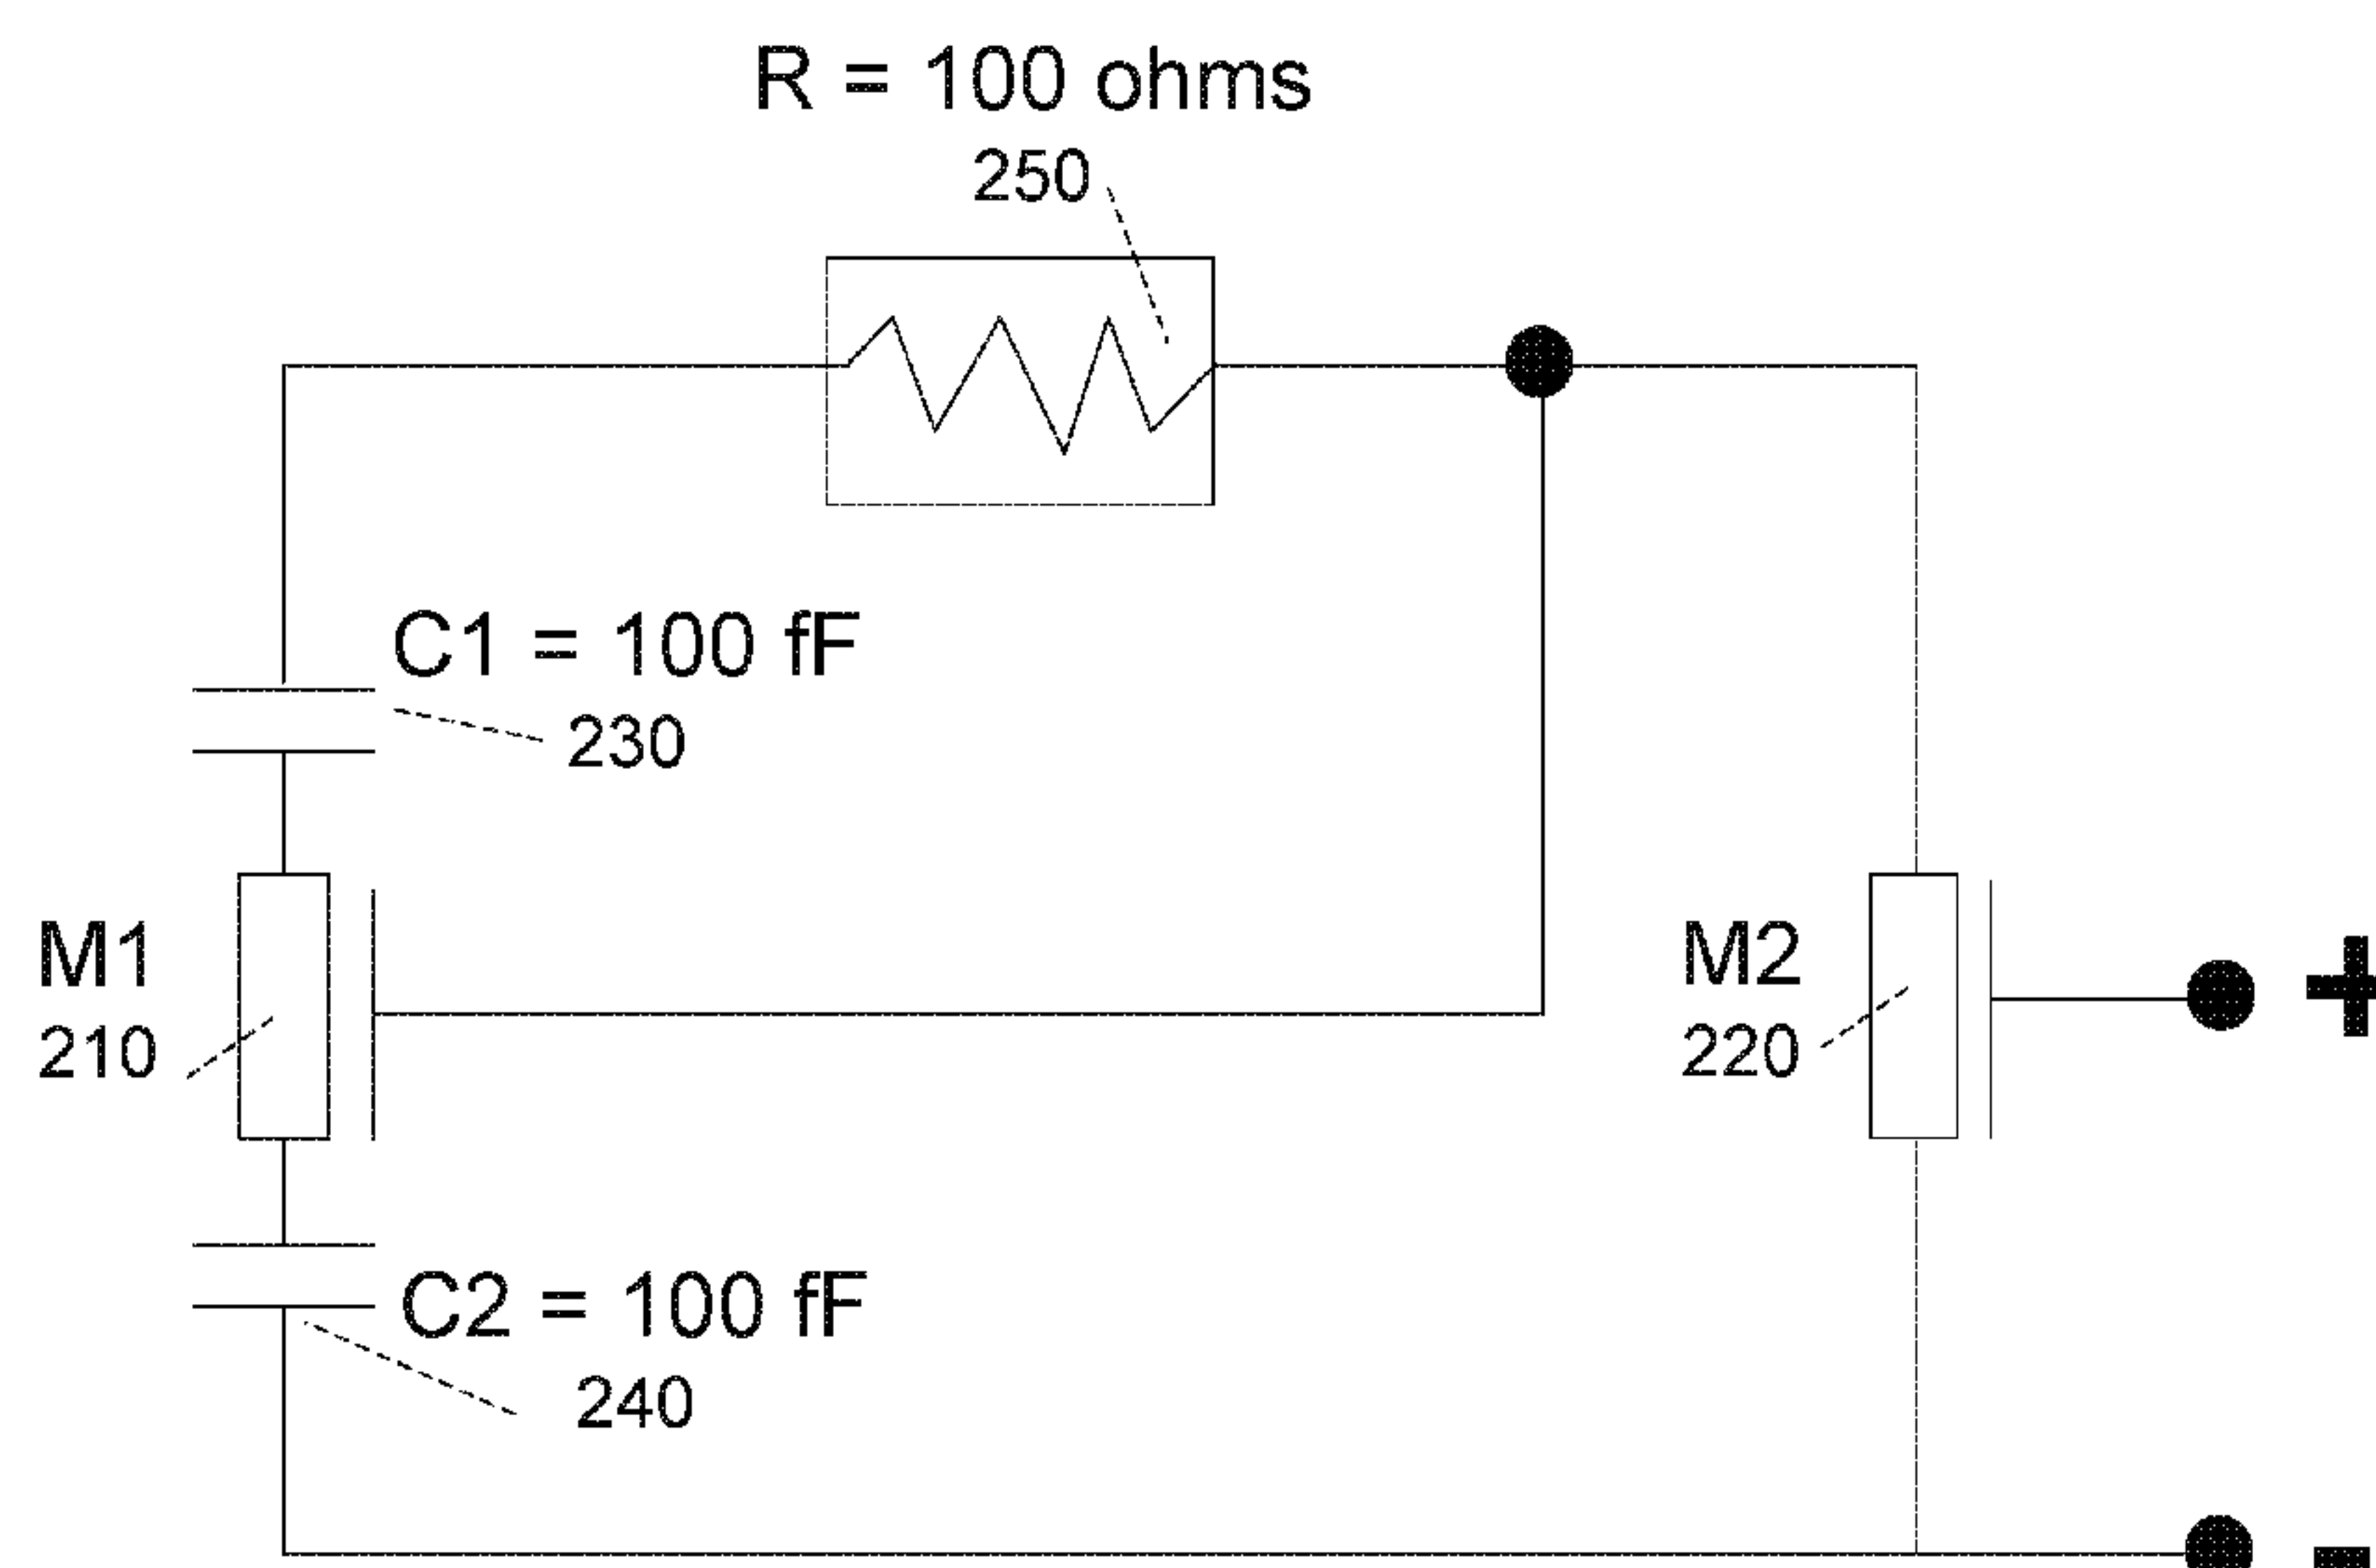 R = 100 ohms
250
C1 = 100 fF
230
M1
210
M2
220
+
C2 = 100 fF
240
-